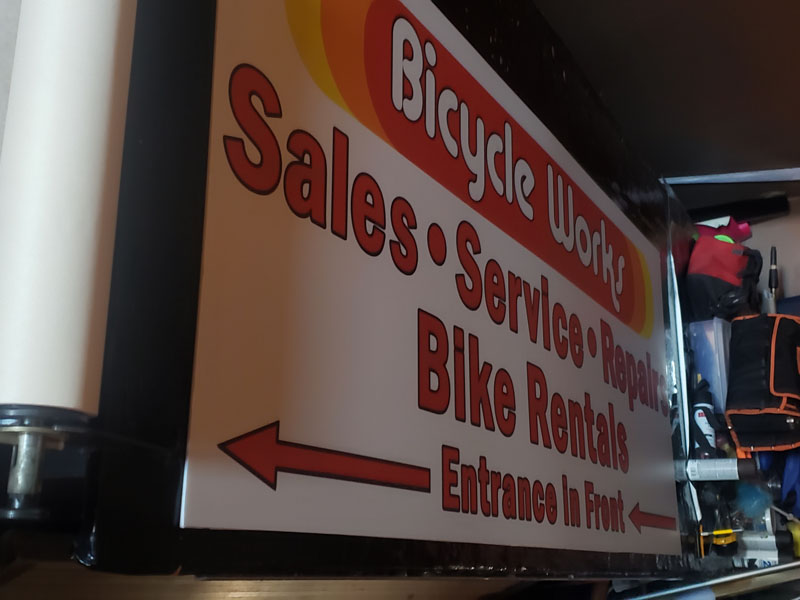 Bicycle Works
Sales • Service • Repairs
Bike Rentals
Entrance in Front